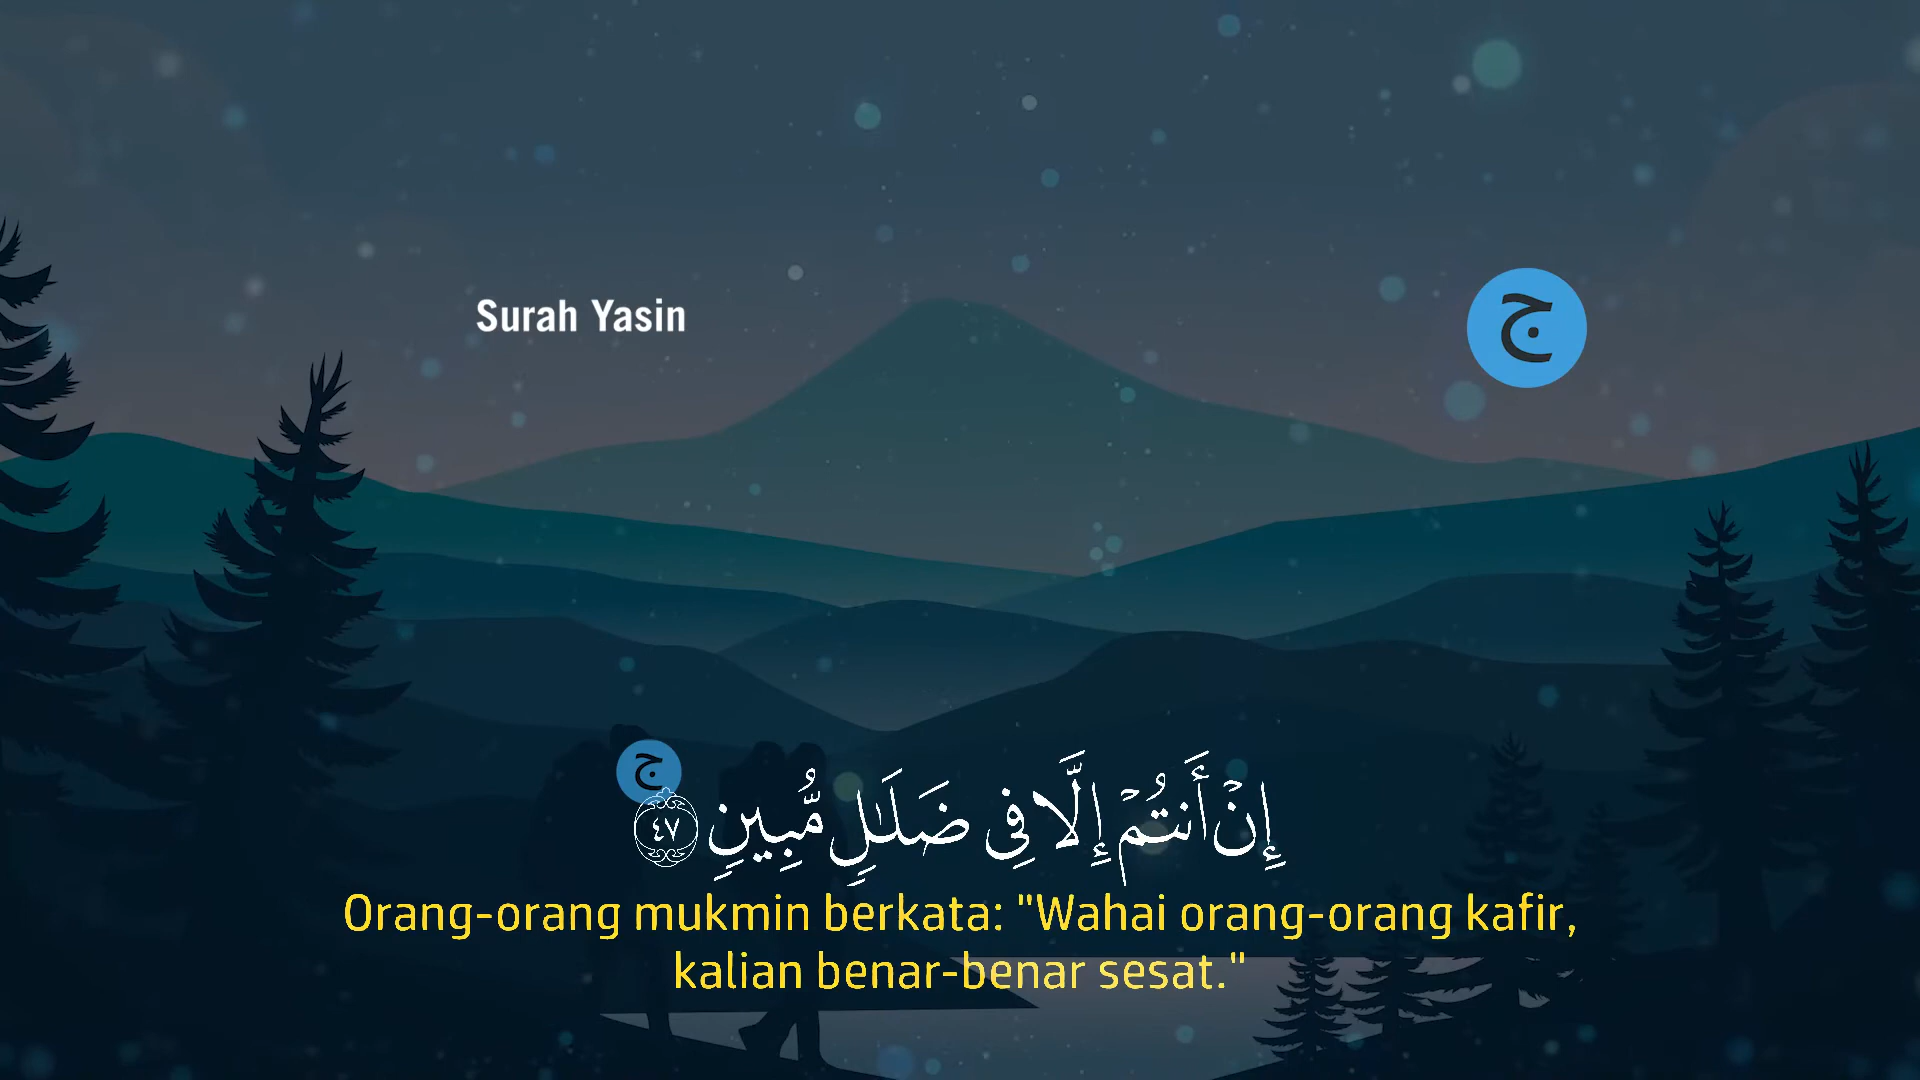 Surah Yasin
ج
ج
إِنْ أَنتُمْ إِلَّا فِى ضَلَـٰلٍ مُّبِينٍ ٤٧
Orang-orang mukmin berkata: "Wahai orang-orang kafir,
kalian benar-benar sesat."